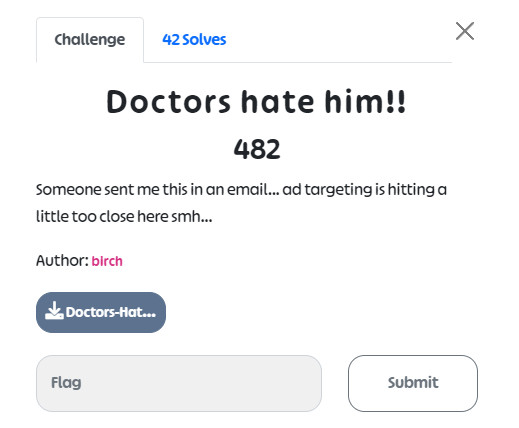 Challenge
42 Solves
Doctors hate him!!
482
Someone sent me this in an email... ad targeting is hitting a
little too close here smh...
Author: birch
Doctors-Hat...
Flag
Submit